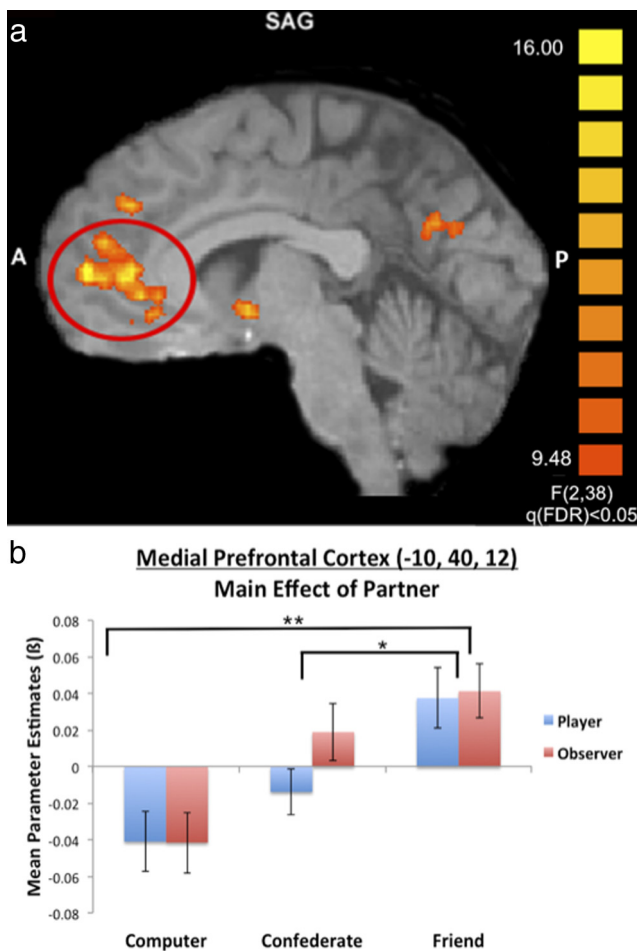 a
SAG
16.00
A
P
9.48
F(2,38)
q(FDR)<0.05
b
Medial Prefrontal Cortex (-10, 40, 12)
Main Effect of Partner
Mean Parameter Estimates (ß)
0.08
0.06
0.04
0.02
0
-0.02
-0.04
-0.06
-0.08
**
*
Player
Observer
Computer
Confederate
Friend